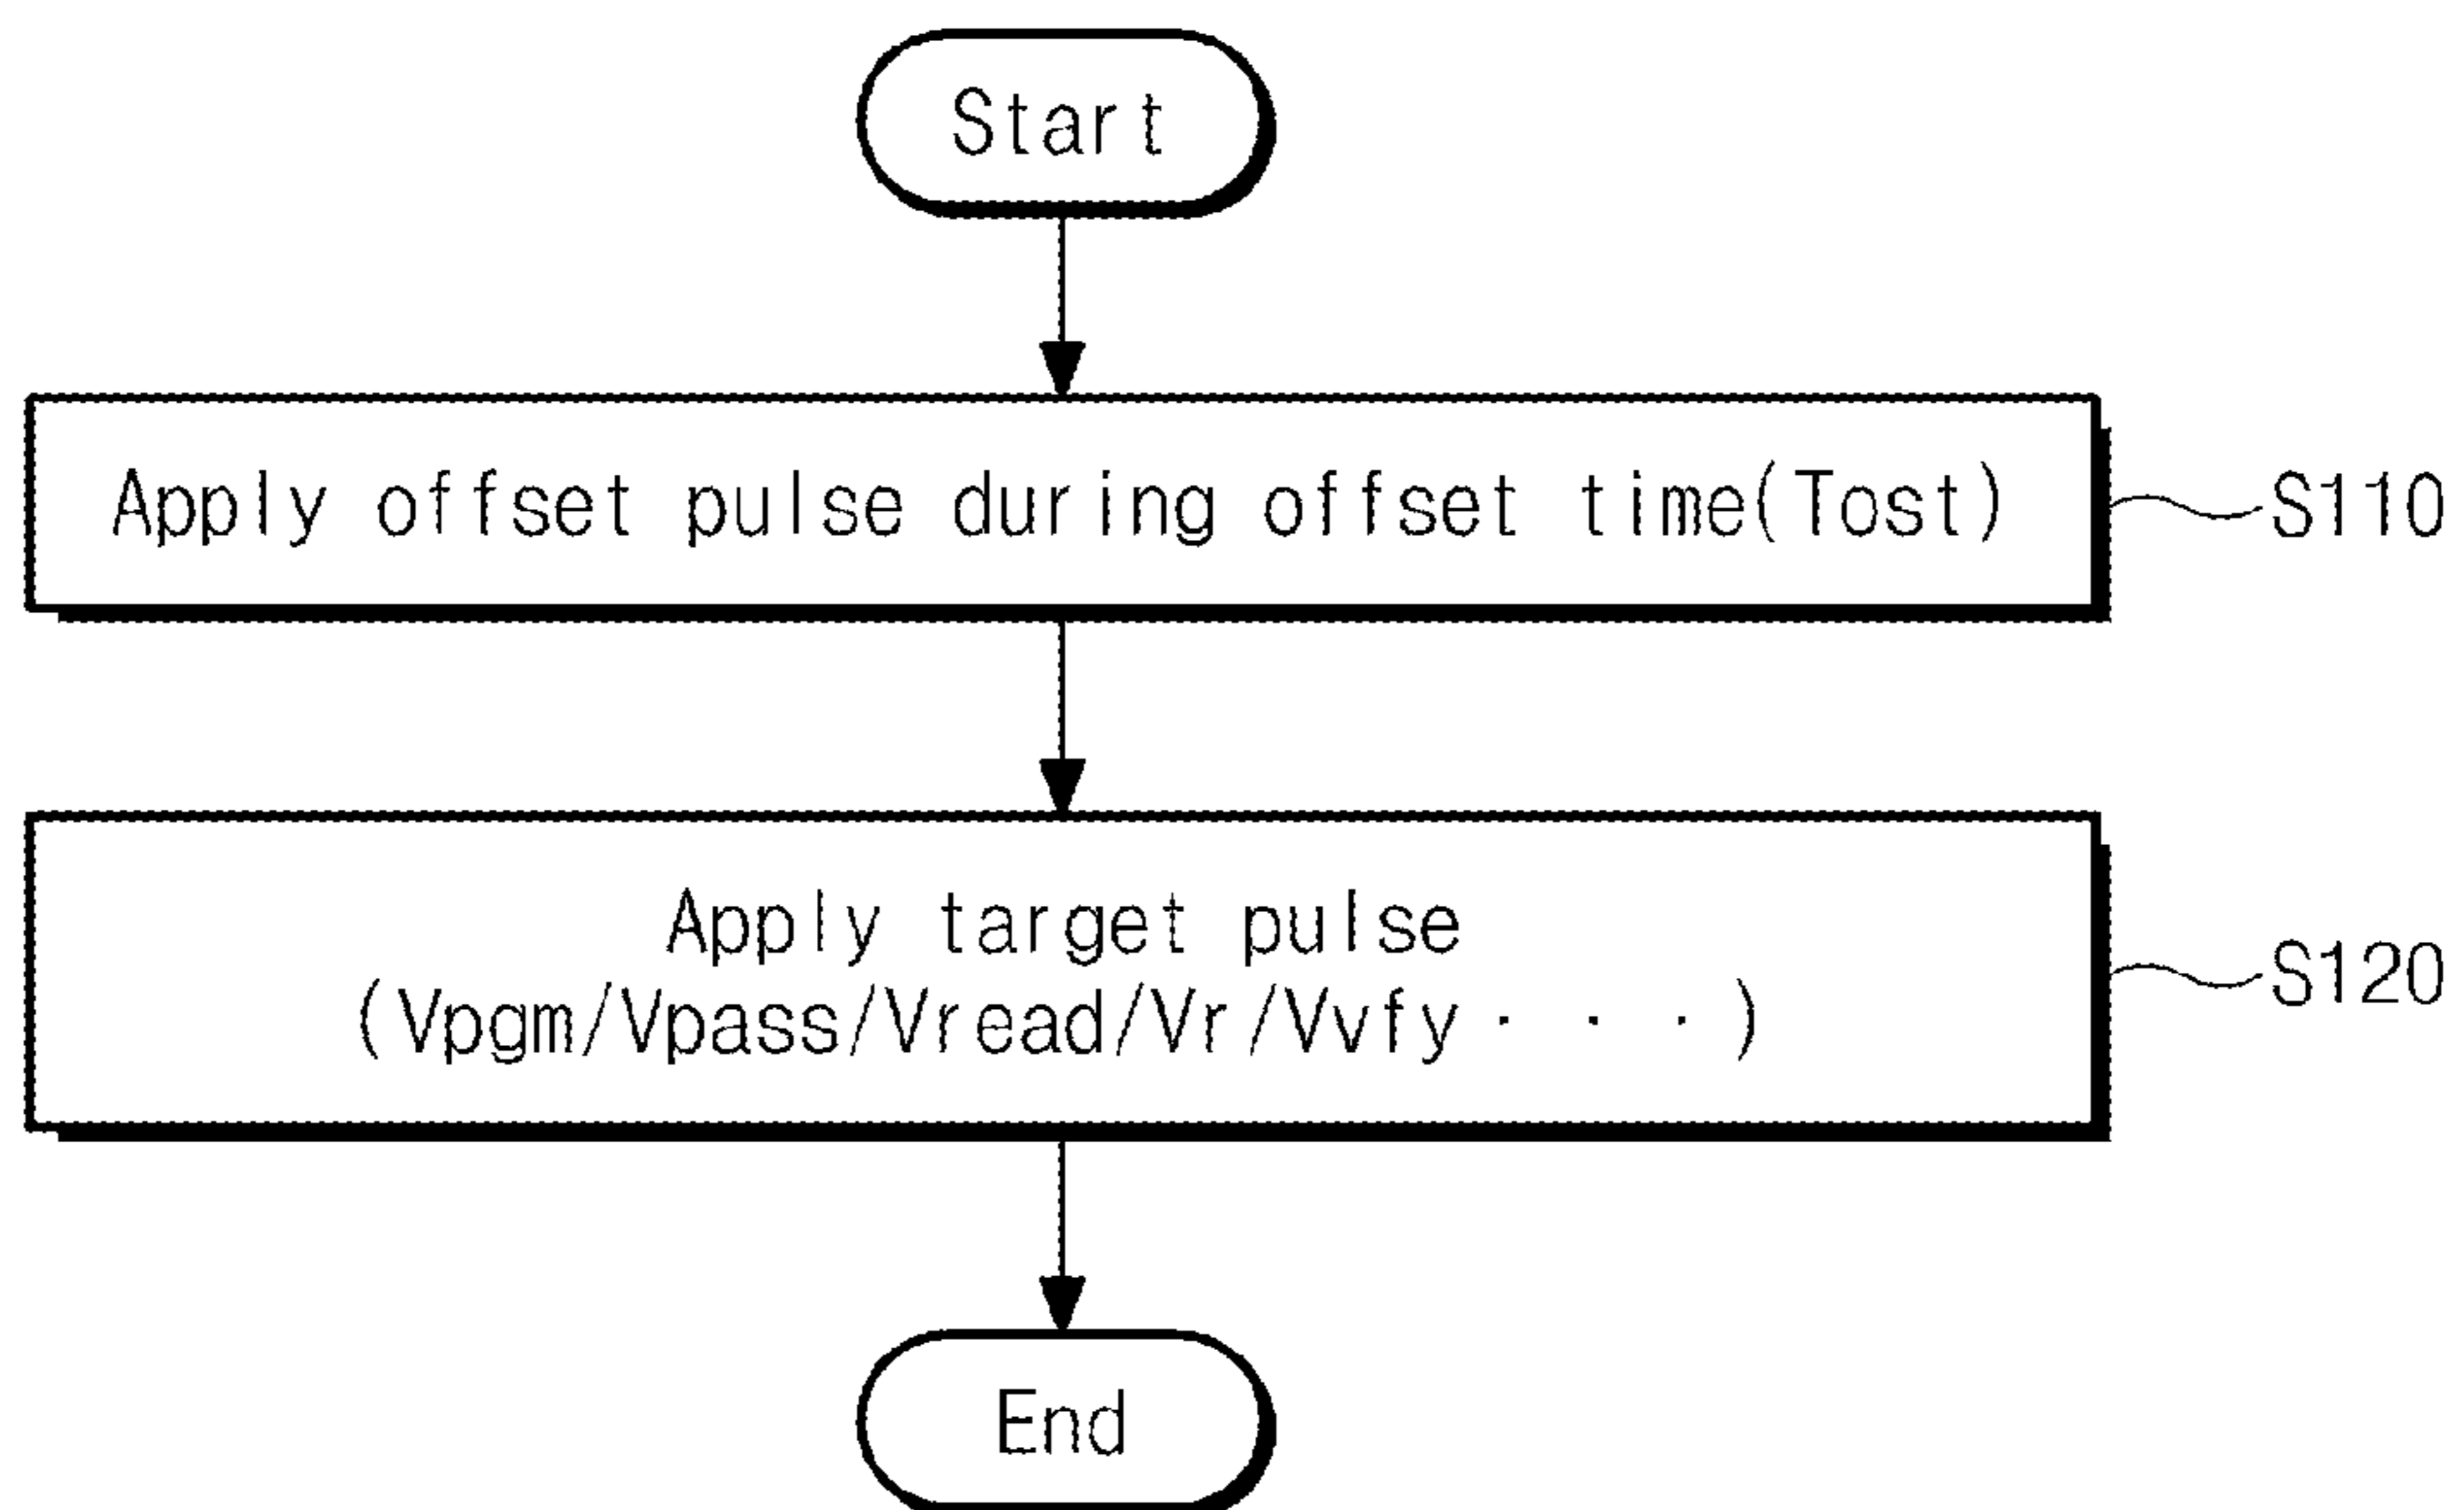 Start
Apply offset pulse during offset time(Tost)
S110
Apply target pulse
(Vpgm/Vpass/Vread/Vr/Vvfy· · · )
S120
End